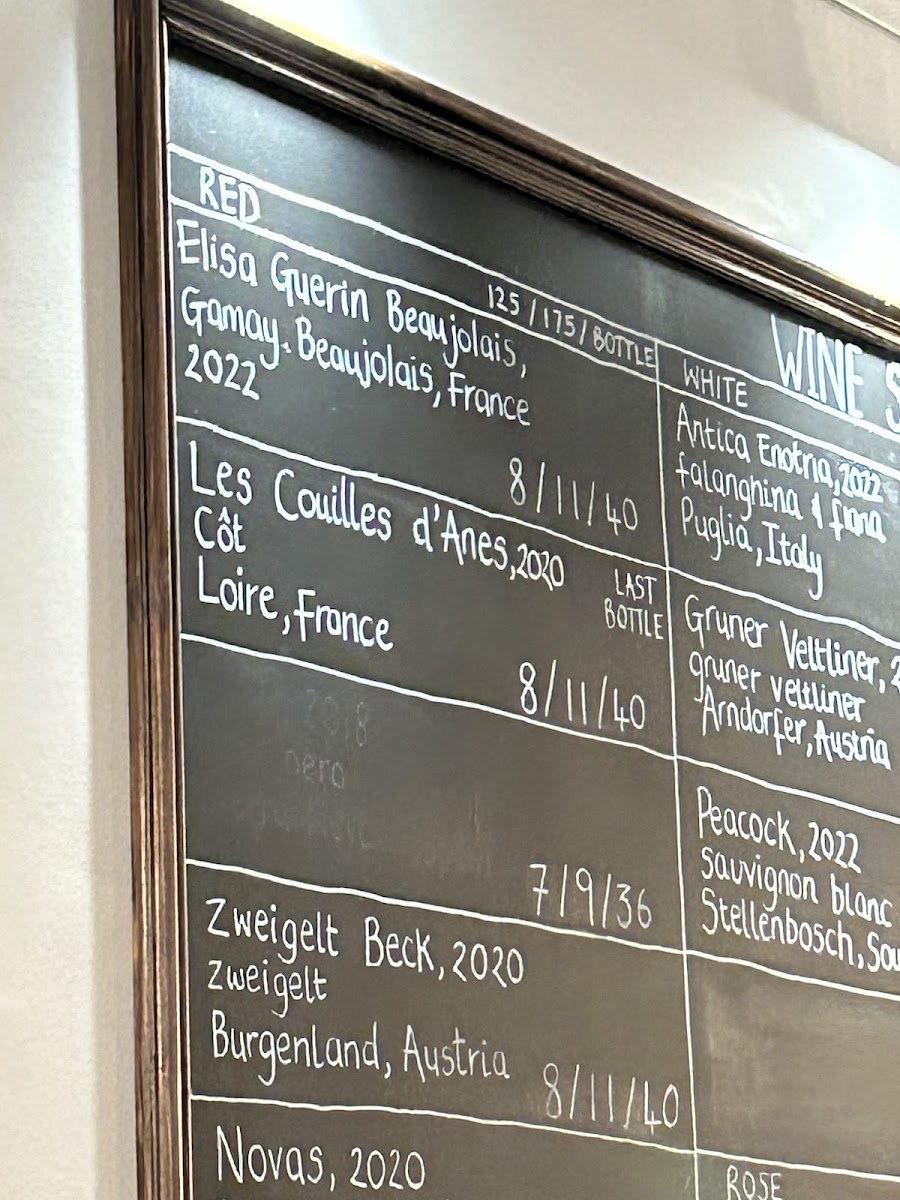 RED
125/175/BOTTLE
Elisa Guerin Beaujolais,
Gamay. Beaujolais, France
2022
8/11/40
Les Couilles d'Anes, 2020
Côt
LAST
BOTTLE
Loire, France
8/11/40
2018
nero
7/9/36
Zweigelt Beck, 2020
zweigelt
Burgenland, Austria
8/11/40
Novas, 2020
WINE
WHITE
Antica Enotria, 2022
falanghina & fiana
Puglia, Italy
Gruner Veltliner,
gruner veltliner
Arndorfer, Austria
Peacock, 2022
sauvignon blanc
Stellenbosch,
ROSE